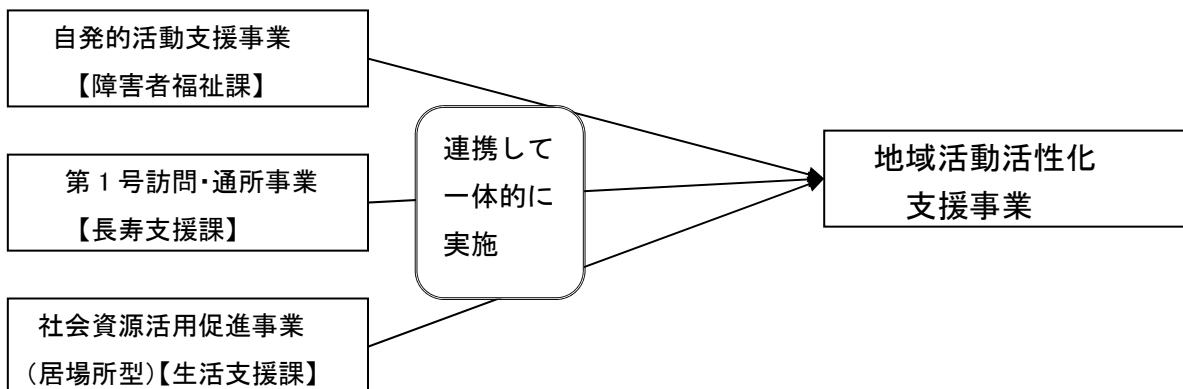 自発的活動支援事業
【障害者福祉課】
第1号訪問・通所事業
【長寿支援課】
社会資源活用促進事業
(居場所型)【生活支援課】
連携して
一体的に
実施
地域活動活性化
支援事業